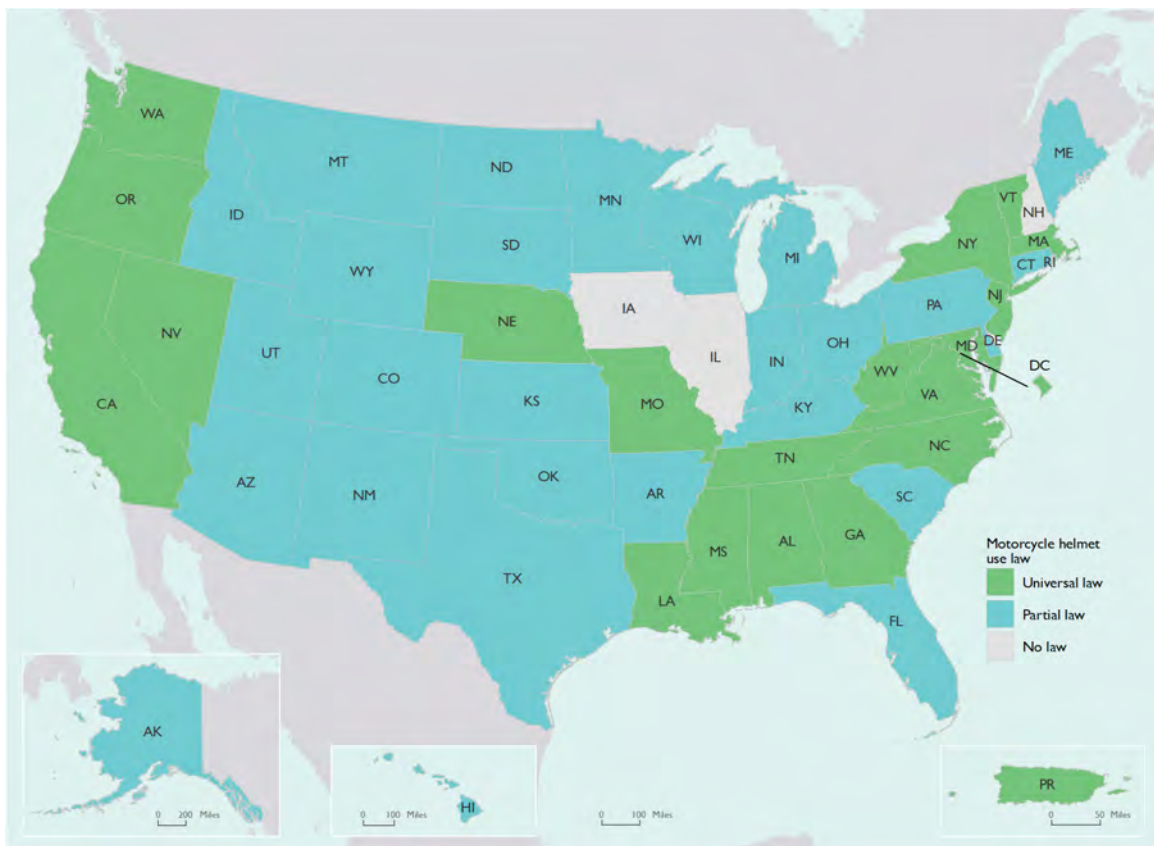 WA
MT
ND
ME
OR
ID
MN
VT
NH
SD
WI
NY
MA
WY
MI
CT RI
IA
PA
NJ
NE
NV
UT
IL
IN
OH
MD
DE
DC
CO
WV
CA
KS
MO
KY
VA
NC
TN
AZ
OK
NM
AR
SC
MS
AL
GA
TX
LA
FL
Motorcycle helmet
use law
Universal law
Partial law
No law
AK
0 200 Miles
HI
0 100 Miles
0 100 Miles
PR
0 50 Miles